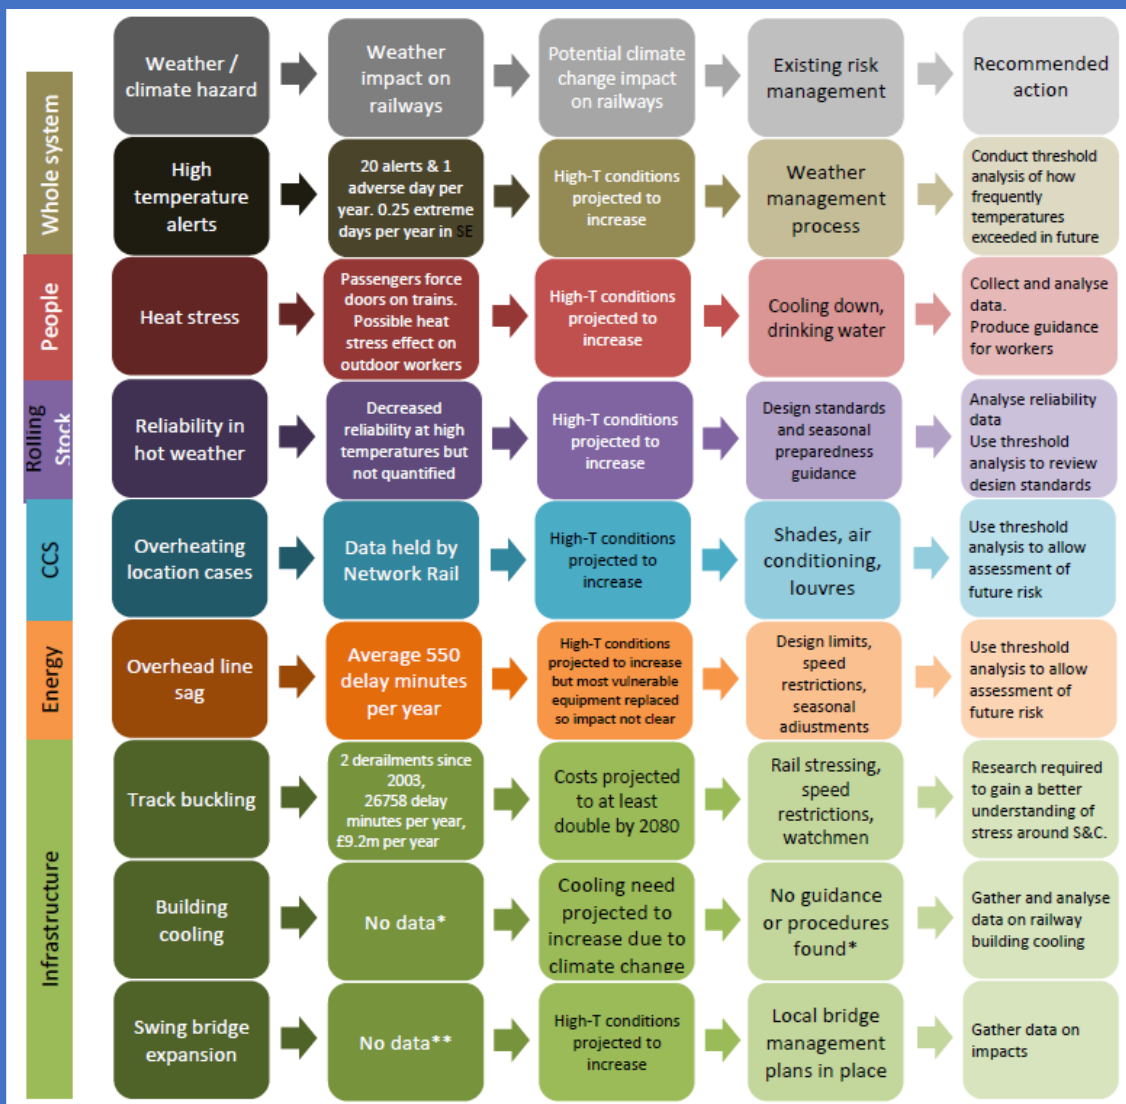 Weather /
climate hazard
Weather
impact on
railways
Potential climate
change impact
on railways
Existing risk
management
Recommended
action
Whole system
High
temperature
alerts
20 alerts & 1
adverse day per
year. 0.25 extreme
days per year in SE
High-T conditions
projected to
increase
Weather
management
process
Conduct threshold
analysis of how
frequently
temperatures
exceeded in future
People
Heat stress
Passengers force
doors on trains.
Possible heat
stress effect on
outdoor workers
High-T conditions
projected to
increase
Cooling down,
drinking water
Collect and analyse
data.
Produce guidance
for workers
Rolling
Stock
Reliability in
hot weather
Decreased
reliability at high
temperatures but
not quantified
High-T conditions
projected to
increase
Design standards
and seasonal
preparedness
guidance
Analyse reliability
data
Use threshold
analysis to review
design standards
CCS
Overheating
location cases
Data held by
Network Rail
High-T conditions
projected to
increase
Shades, air
conditioning,
louvres
Use threshold
analysis to allow
assessment of
future risk
Energy
Overhead line
sag
Average 550
delay minutes
per year
High-T conditions
projected to increase
but most vulnerable
equipment replaced
so impact not clear
Design limits,
speed
restrictions,
seasonal
adjustments
Use threshold
analysis to allow
assessment of
future risk
Infrastructure
Track buckling
2 derailments since
2003,
26758 delay
minutes per year,
£9.2m per year
Costs projected
to at least
double by 2080
Rail stressing,
speed
restrictions,
watchmen
Research required
to gain a better
understanding of
stress around S&C.
Building
cooling
No data*
Cooling need
projected to
increase due to
climate change
No guidance
or procedures
found*
Gather and analyse
data on railway
building cooling
Swing bridge
expansion
No data**
High-T conditions
projected to
increase
Local bridge
management
plans in place
Gather data on
impacts